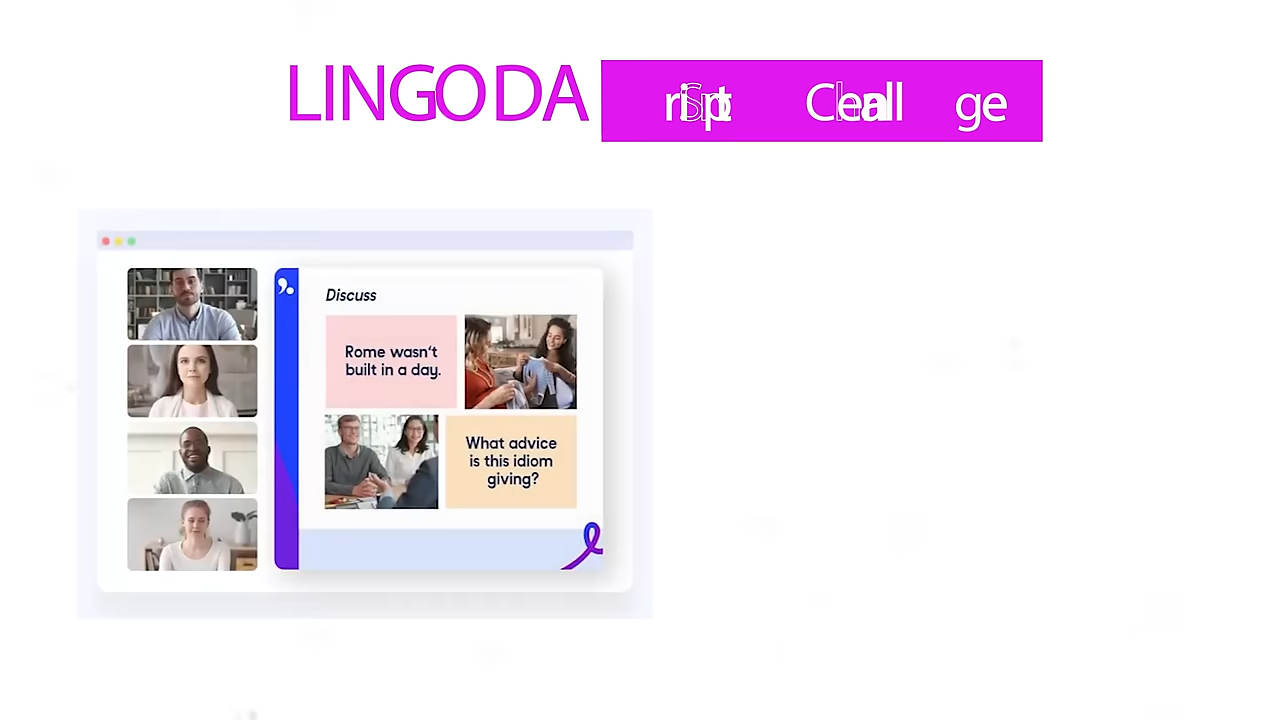 LINGODA
Discuss
Rome wasn't
built in a day.
What advice
is this idiom
giving?